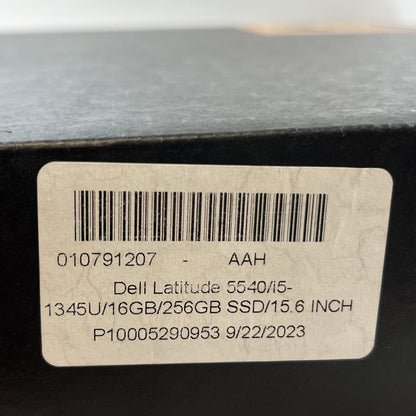 010791207 - AAH
Dell Latitude 5540/i5-
1345U/16GB/256GB SSD/15.6 INCH
P10005290953 9/22/2023